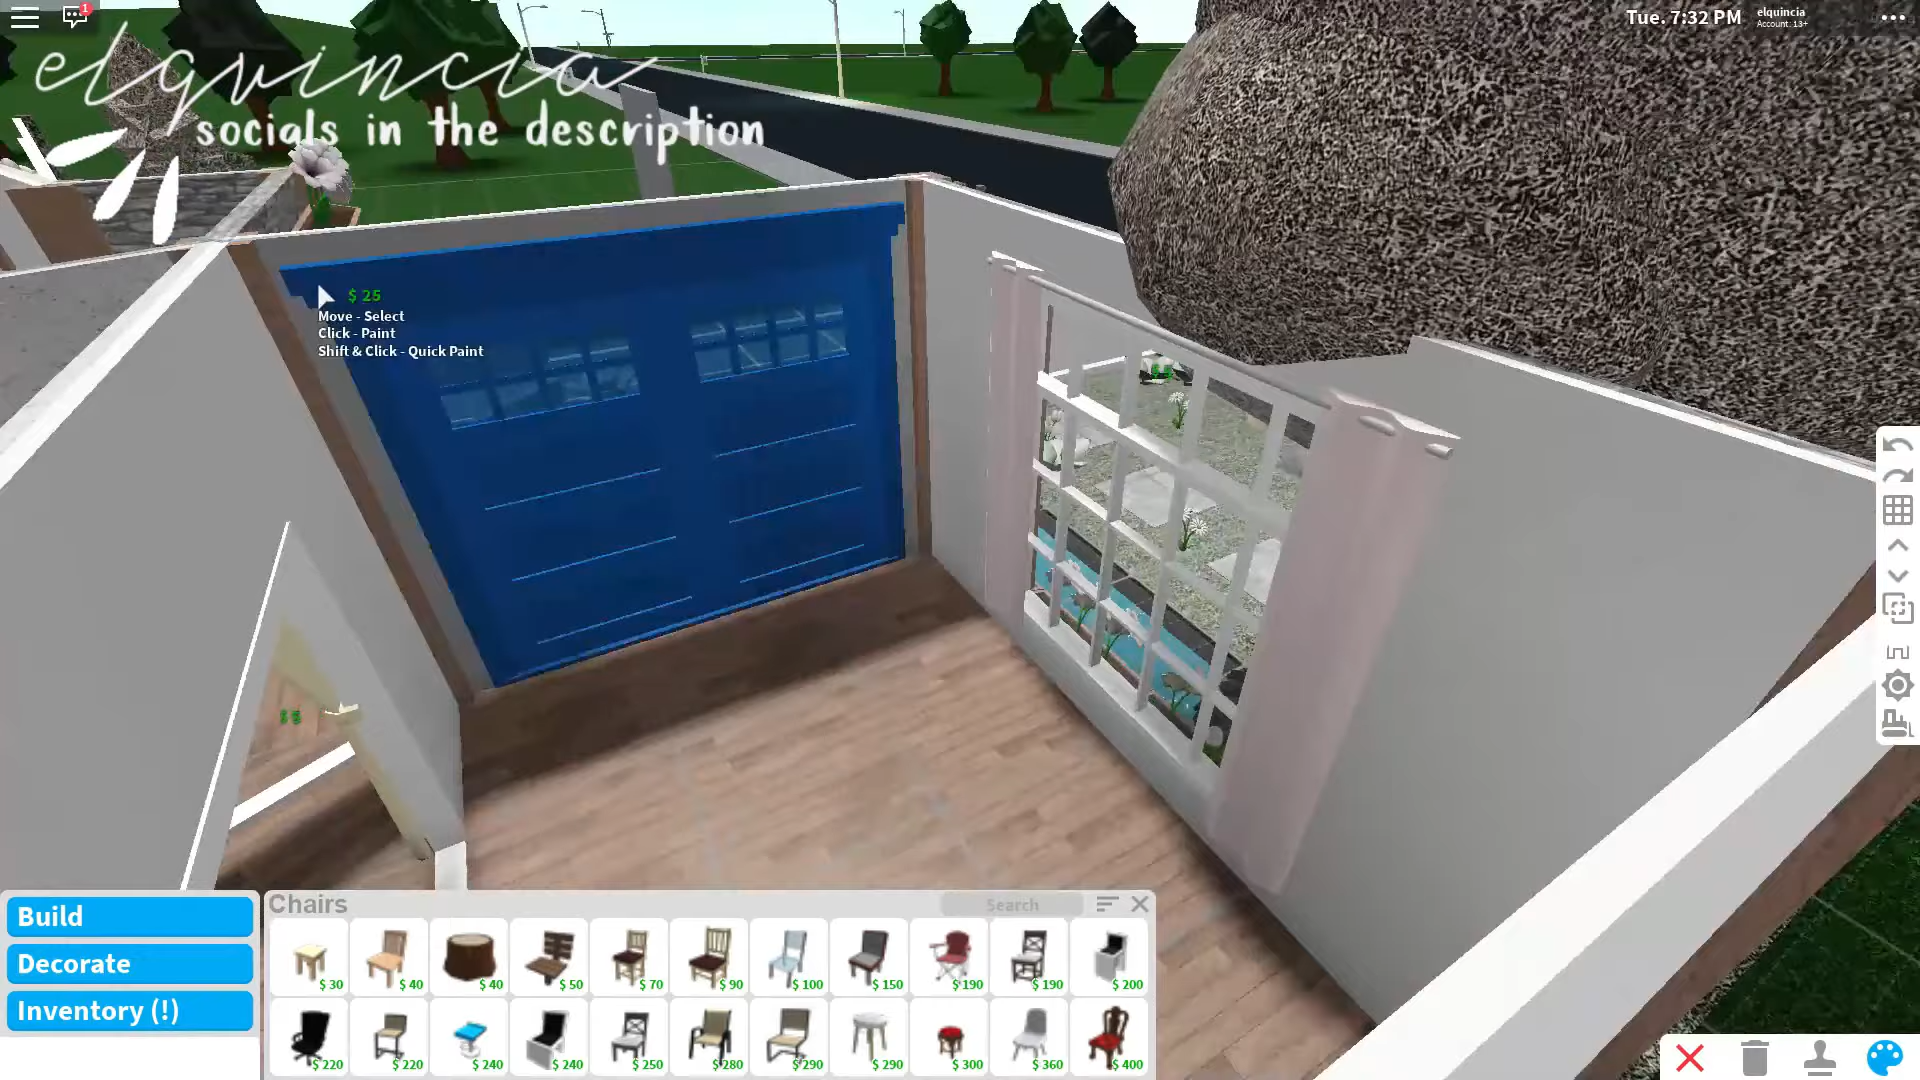 Tue. 7:32 PM
elquincia
Account: 13+
1
elquincia
socials in the description
$ 25
Move - Select
Click - Paint
Shift & Click - Quick Paint
$ 5
Build
Decorate
Inventory (!)
Chairs
Search
$ 30
$ 40
$ 40
$ 50
$ 70
$ 90
$ 100
$ 150
$ 190
$ 190
$ 200
$ 220
$ 220
$ 240
$ 240
$ 250
$ 280
$ 290
$ 290
$ 300
$ 360
$ 400